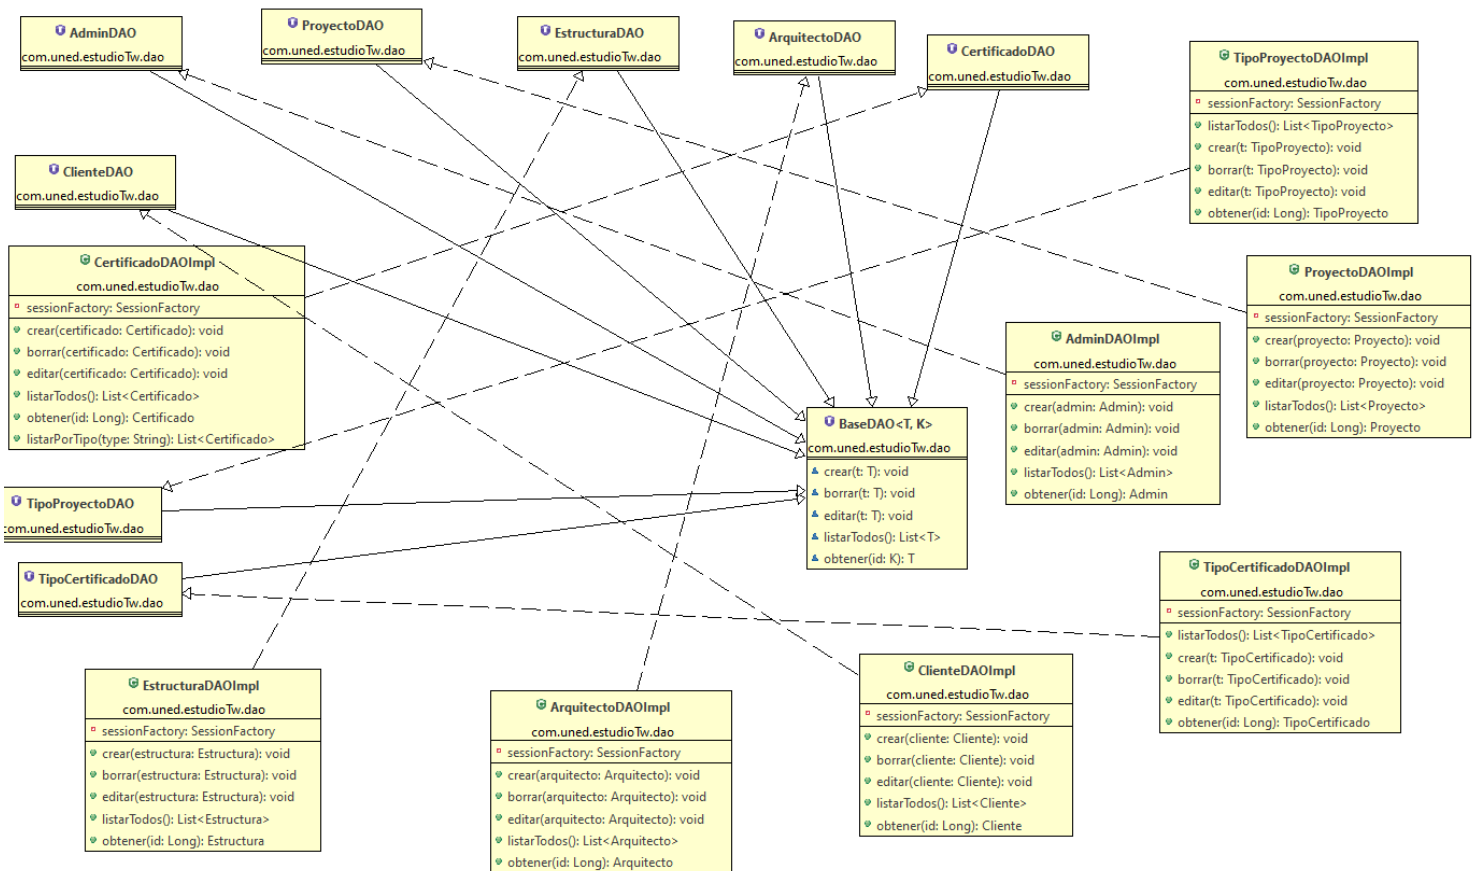 AdminDAO
com.uned.estudioTw.dao
ProyectoDAO
com.uned.estudioTw.dao
EstructuraDAO
com.uned.estudioTw.dao
ArquitectoDAO
com.uned.estudioTw.dao
CertificadoDAO
com.uned.estudioTw.dao
TipoProyectoDAOImpl
com.uned.estudioTw.dao
sessionFactory: SessionFactory
listarTodos(): List<TipoProyecto>
crear(t: TipoProyecto): void
borrar(t: TipoProyecto): void
editar(t: TipoProyecto): void
obtener(id: Long): TipoProyecto
ClienteDAO
com.uned.estudioTw.dao
CertificadoDAOImpl
com.uned.estudioTw.dao
sessionFactory: SessionFactory
crear(certificado: Certificado): void
borrar(certificado: Certificado): void
editar(certificado: Certificado): void
listarTodos(): List<Certificado>
obtener(id: Long): Certificado
listarPorTipo(type: String): List<Certificado>
ProyectoDAOImpl
com.uned.estudioTw.dao
sessionFactory: SessionFactory
crear(proyecto: Proyecto): void
borrar(proyecto: Proyecto): void
editar(proyecto: Proyecto): void
listarTodos(): List<Proyecto>
obtener(id: Long): Proyecto
AdminDAOImpl
com.uned.estudioTw.dao
sessionFactory: SessionFactory
crear(admin: Admin): void
borrar(admin: Admin): void
editar(admin: Admin): void
listarTodos(): List<Admin>
obtener(id: Long): Admin
BaseDAO<T, K>
com.uned.estudioTw.dao
crear(t: T): void
borrar(t: T): void
editar(t: T): void
listarTodos(): List<T>
obtener(id: K): T
TipoProyectoDAO
com.uned.estudioTw.dao
TipoCertificadoDAO
com.uned.estudioTw.dao
TipoCertificadoDAOImpl
com.uned.estudioTw.dao
sessionFactory: SessionFactory
listarTodos(): List<TipoCertificado>
crear(t: TipoCertificado): void
borrar(t: TipoCertificado): void
editar(t: TipoCertificado): void
obtener(id: Long): TipoCertificado
EstructuraDAOImpl
com.uned.estudioTw.dao
sessionFactory: SessionFactory
crear(estructura: Estructura): void
borrar(estructura: Estructura): void
editar(estructura: Estructura): void
listarTodos(): List<Estructura>
obtener(id: Long): Estructura
ArquitectoDAOImpl
com.uned.estudioTw.dao
sessionFactory: SessionFactory
crear(arquitecto: Arquitecto): void
borrar(arquitecto: Arquitecto): void
editar(arquitecto: Arquitecto): void
listarTodos(): List<Arquitecto>
obtener(id: Long): Arquitecto
ClienteDAOImpl
com.uned.estudioTw.dao
sessionFactory: SessionFactory
crear(cliente: Cliente): void
borrar(cliente: Cliente): void
editar(cliente: Cliente): void
listarTodos(): List<Cliente>
obtener(id: Long): Cliente